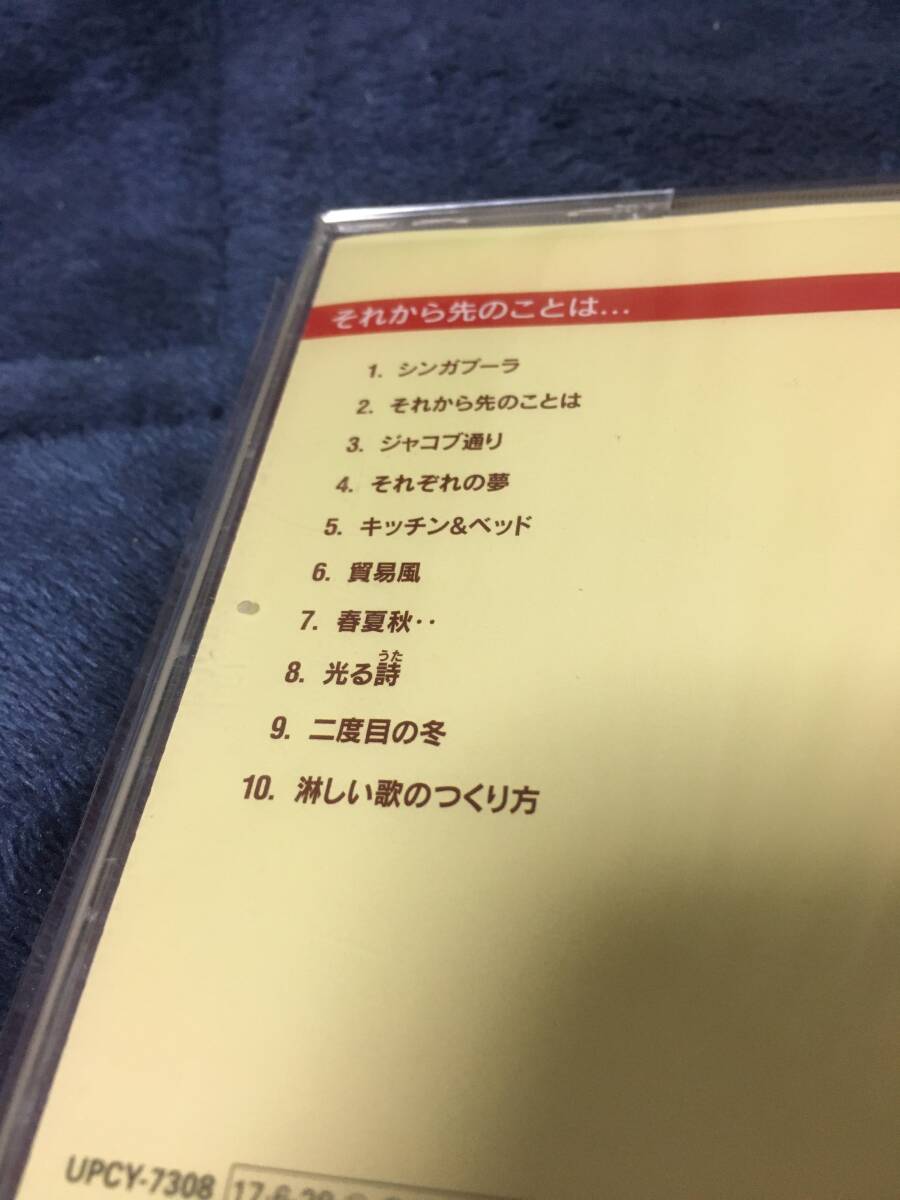 それから先のことは…
1. シンガプーラ
2. それから先のことは
3. ジャコブ通り
4. それぞれの夢
5. キッチン&ベッド
6. 貿易風
7. 春夏秋‥
8. 光る詩
うた
9. 二度目の冬
10. 淋しい歌のつくり方
UPCY-7308